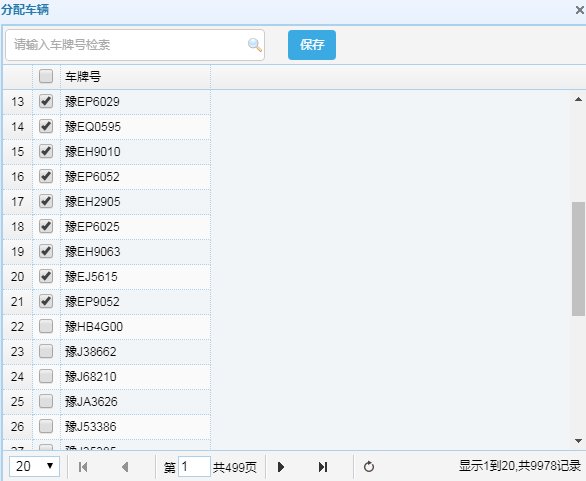 分配车辆
请输入车牌号检索 保存
车牌号
13 豫EP6029
14 豫EQ0595
15 豫EH9010
16 豫EP6052
17 豫EH2905
18 豫EP6025
19 豫EH9063
20 豫EJ5615
21 豫EP9052
22 豫HB4G00
23 豫J38662
24 豫J68210
25 豫JA3626
26 豫J53386
20 第 1 共499页 显示1到20,共9978记录